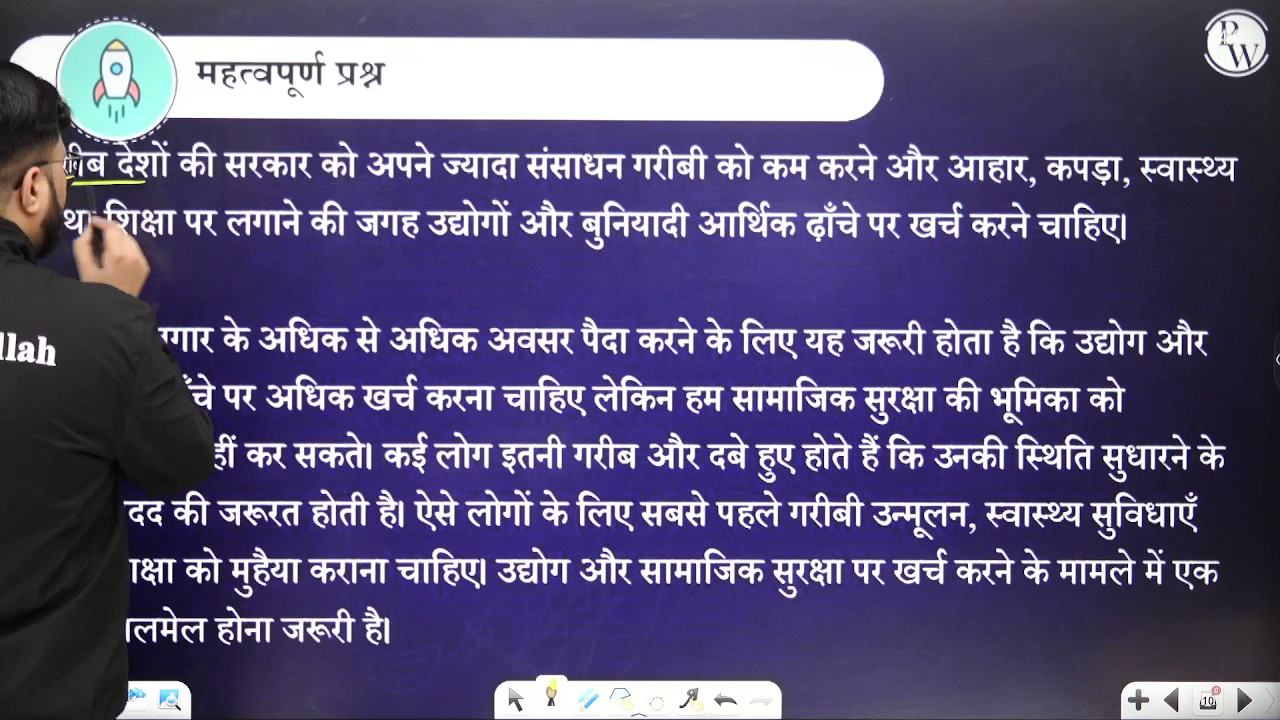 महत्वपूर्ण प्रश्न
PW
देशों की सरकार को अपने ज्यादा संसाधन गरीबी को कम करने और आहार, कपड़ा, स्वास्थ्य
शिक्षा पर लगाने की जगह उद्योगों और बुनियादी आर्थिक ढ़ाँचे पर खर्च करने चाहिए।
के अधिक से अधिक अवसर पैदा करने के लिए यह जरूरी होता है कि उद्योग और
पर अधिक खर्च करना चाहिए लेकिन हम सामाजिक सुरक्षा की भूमिका को
कर सकते। कई लोग इतनी गरीब और दबे हुए होते हैं कि उनकी स्थिति सुधारने के
की जरूरत होती है। ऐसे लोगों के लिए सबसे पहले गरीबी उन्मूलन, स्वास्थ्य सुविधाएँ
को मुहैया कराना चाहिए। उद्योग और सामाजिक सुरक्षा पर खर्च करने के मामले में एक
होना जरूरी है।
10